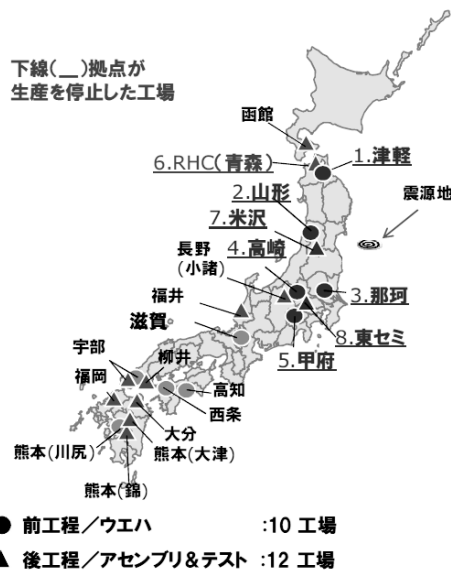 下線(__)拠点が
生産を停止した工場
函館
1.津軽
6.RHC(青森)
2.山形
震源地
7.米沢
長野
(小諸)
4.高崎
福井
3.那珂
滋賀
8.東セミ
5.甲府
宇部
柳井
福岡
高知
西条
大分
熊本(川尻)
熊本(大津)
熊本(錦)
● 前工程/ウエハ :10 工場
▲ 後工程/アセンブリ&テスト :12 工場